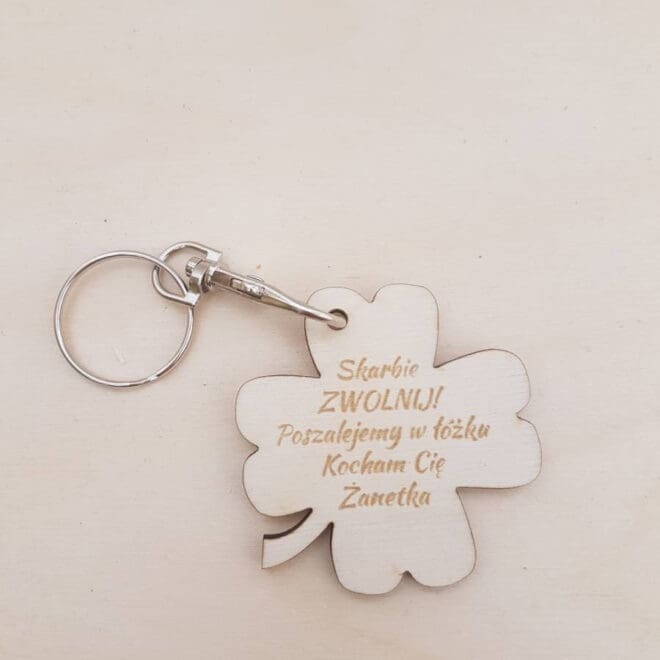 Skarbie
ZWOLNIJ!
Poszalejemy w łóżku
Kocham Cię
Żanetka